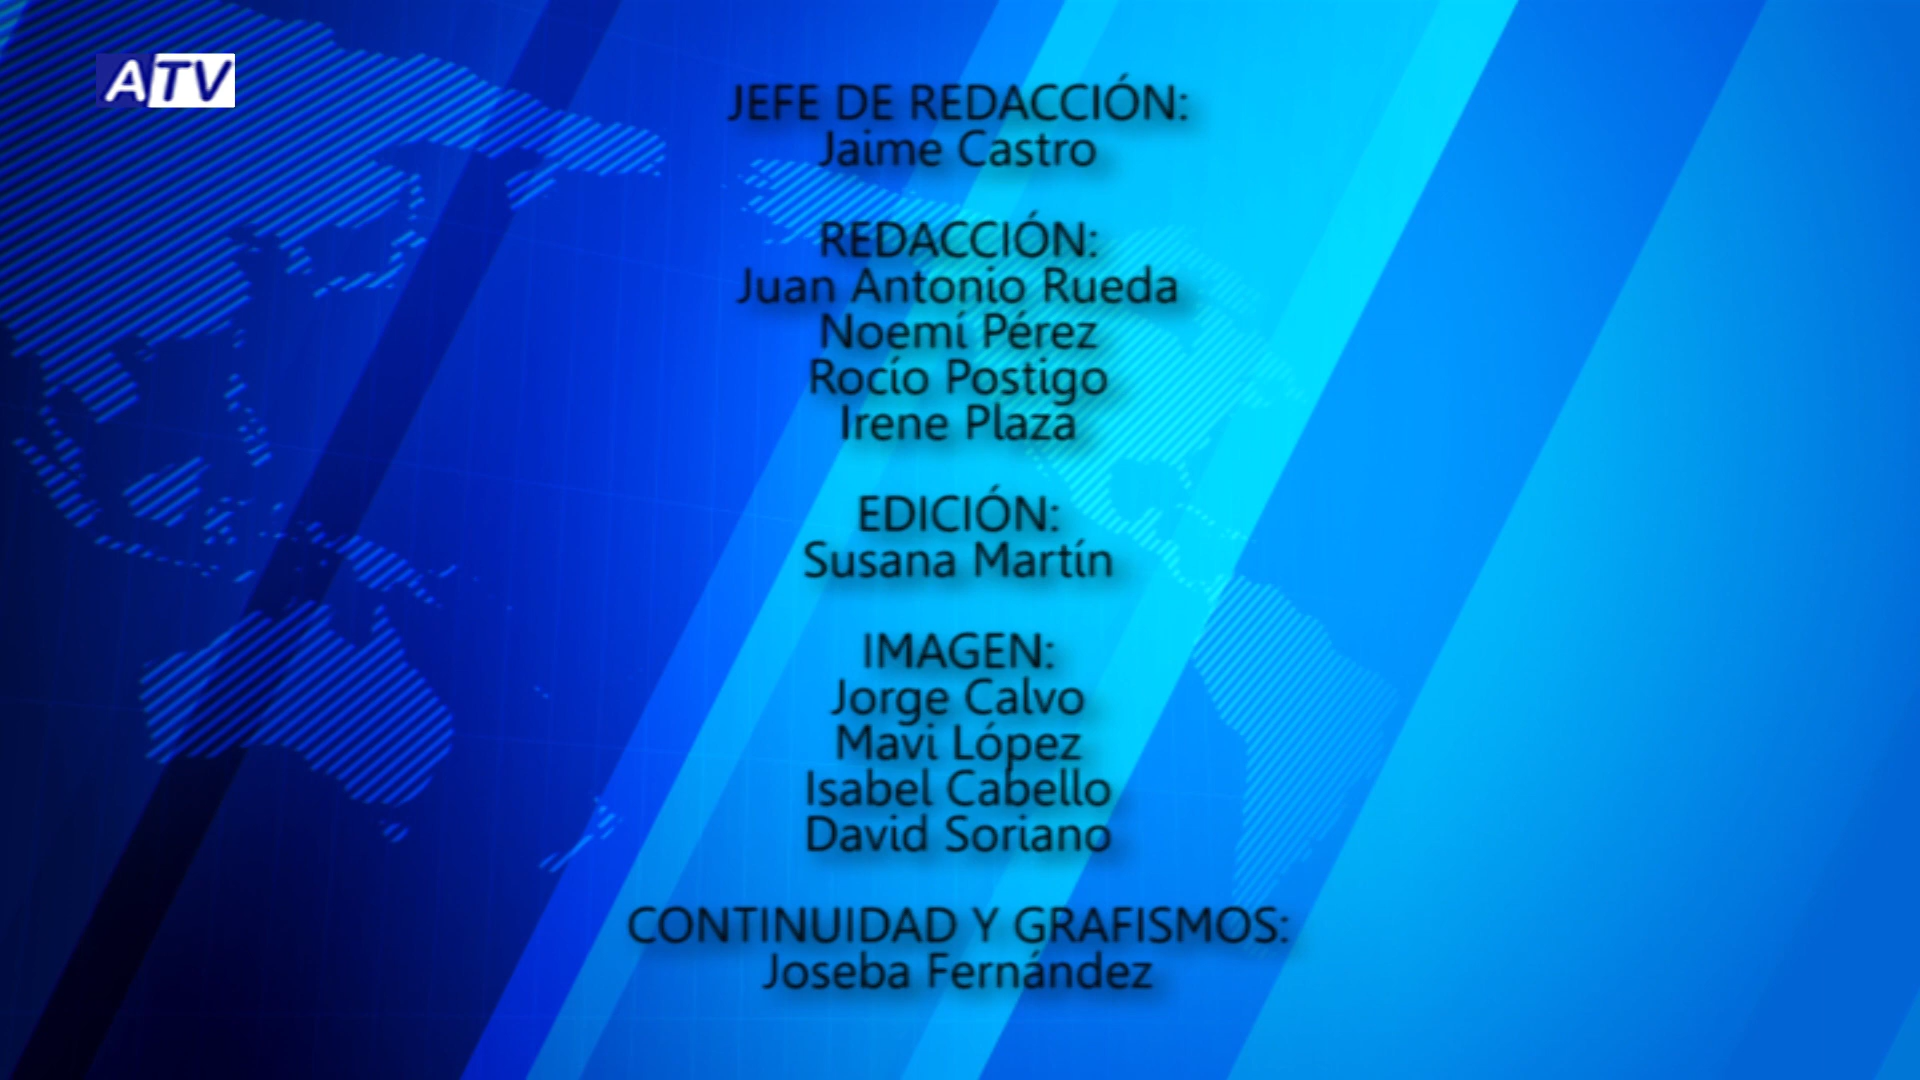 ATV
JEFE DE REDACCIÓN:
Jaime Castro
REDACCIÓN:
Juan Antonio Rueda
Noemí Pérez
Rocío Postigo
Irene Plaza
EDICIÓN:
Susana Martín
IMAGEN:
Jorge Calvo
Mavi López
Isabel Cabello
David Soriano
CONTINUIDAD Y GRAFISMOS:
Joseba Fernández